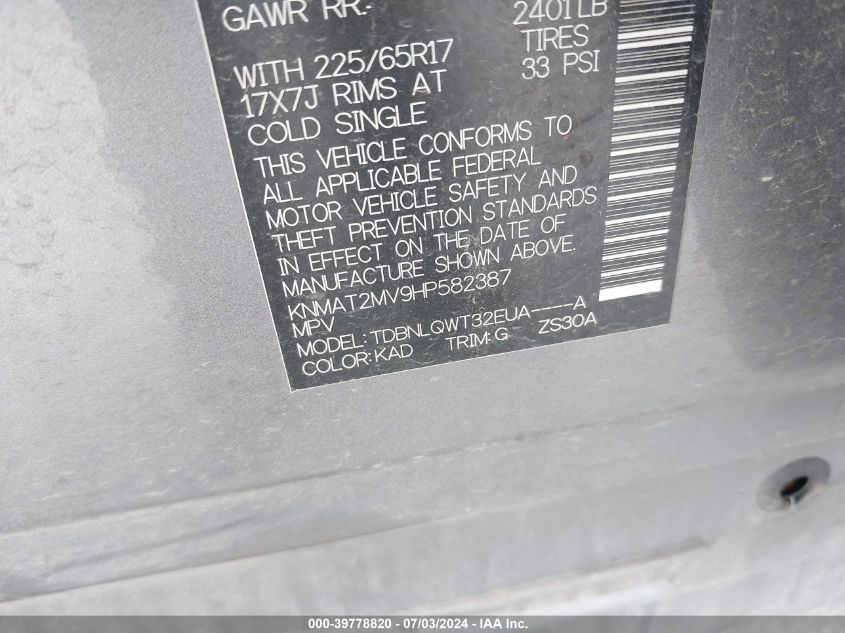 GAWR RR: 2401LB
WITH 225/65R17 TIRES
17X7J RIMS AT 33 PSI
COLD SINGLE
THIS VEHICLE CONFORMS TO
ALL APPLICABLE FEDERAL
MOTOR VEHICLE SAFETY AND
THEFT PREVENTION STANDARDS
IN EFFECT ON THE DATE OF
MANUFACTURE SHOWN ABOVE.
KNMAT2MV9HP582387
MPV
MODEL:TDBNLQWT32EUA----A
COLOR:KAD TRIM:G ZS30A
000-39778820 - 07/03/2024 - IAA Inc.